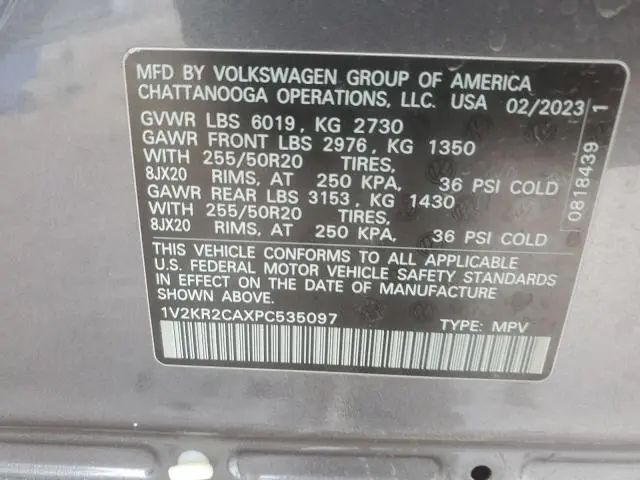 MFD BY VOLKSWAGEN GROUP OF AMERICA
CHATTANOOGA OPERATIONS, LLC. USA 02/2023
GVWR LBS 6019, KG 2730
GAWR FRONT LBS 2976, KG 1350
WITH 255/50R20 TIRES,
8JX20 RIMS, AT 250 KPA, 36 PSI COLD
GAWR REAR LBS 3153, KG 1430
WITH 255/50R20 TIRES,
8JX20 RIMS, AT 250 KPA, 36 PSI COLD
THIS VEHICLE CONFORMS TO ALL APPLICABLE
U.S. FEDERAL MOTOR VEHICLE SAFETY STANDARDS
IN EFFECT ON THE DATE OF MANUFACTURE
SHOWN ABOVE.
1V2KR2CAXPC535097 TYPE: MPV
0818439 1